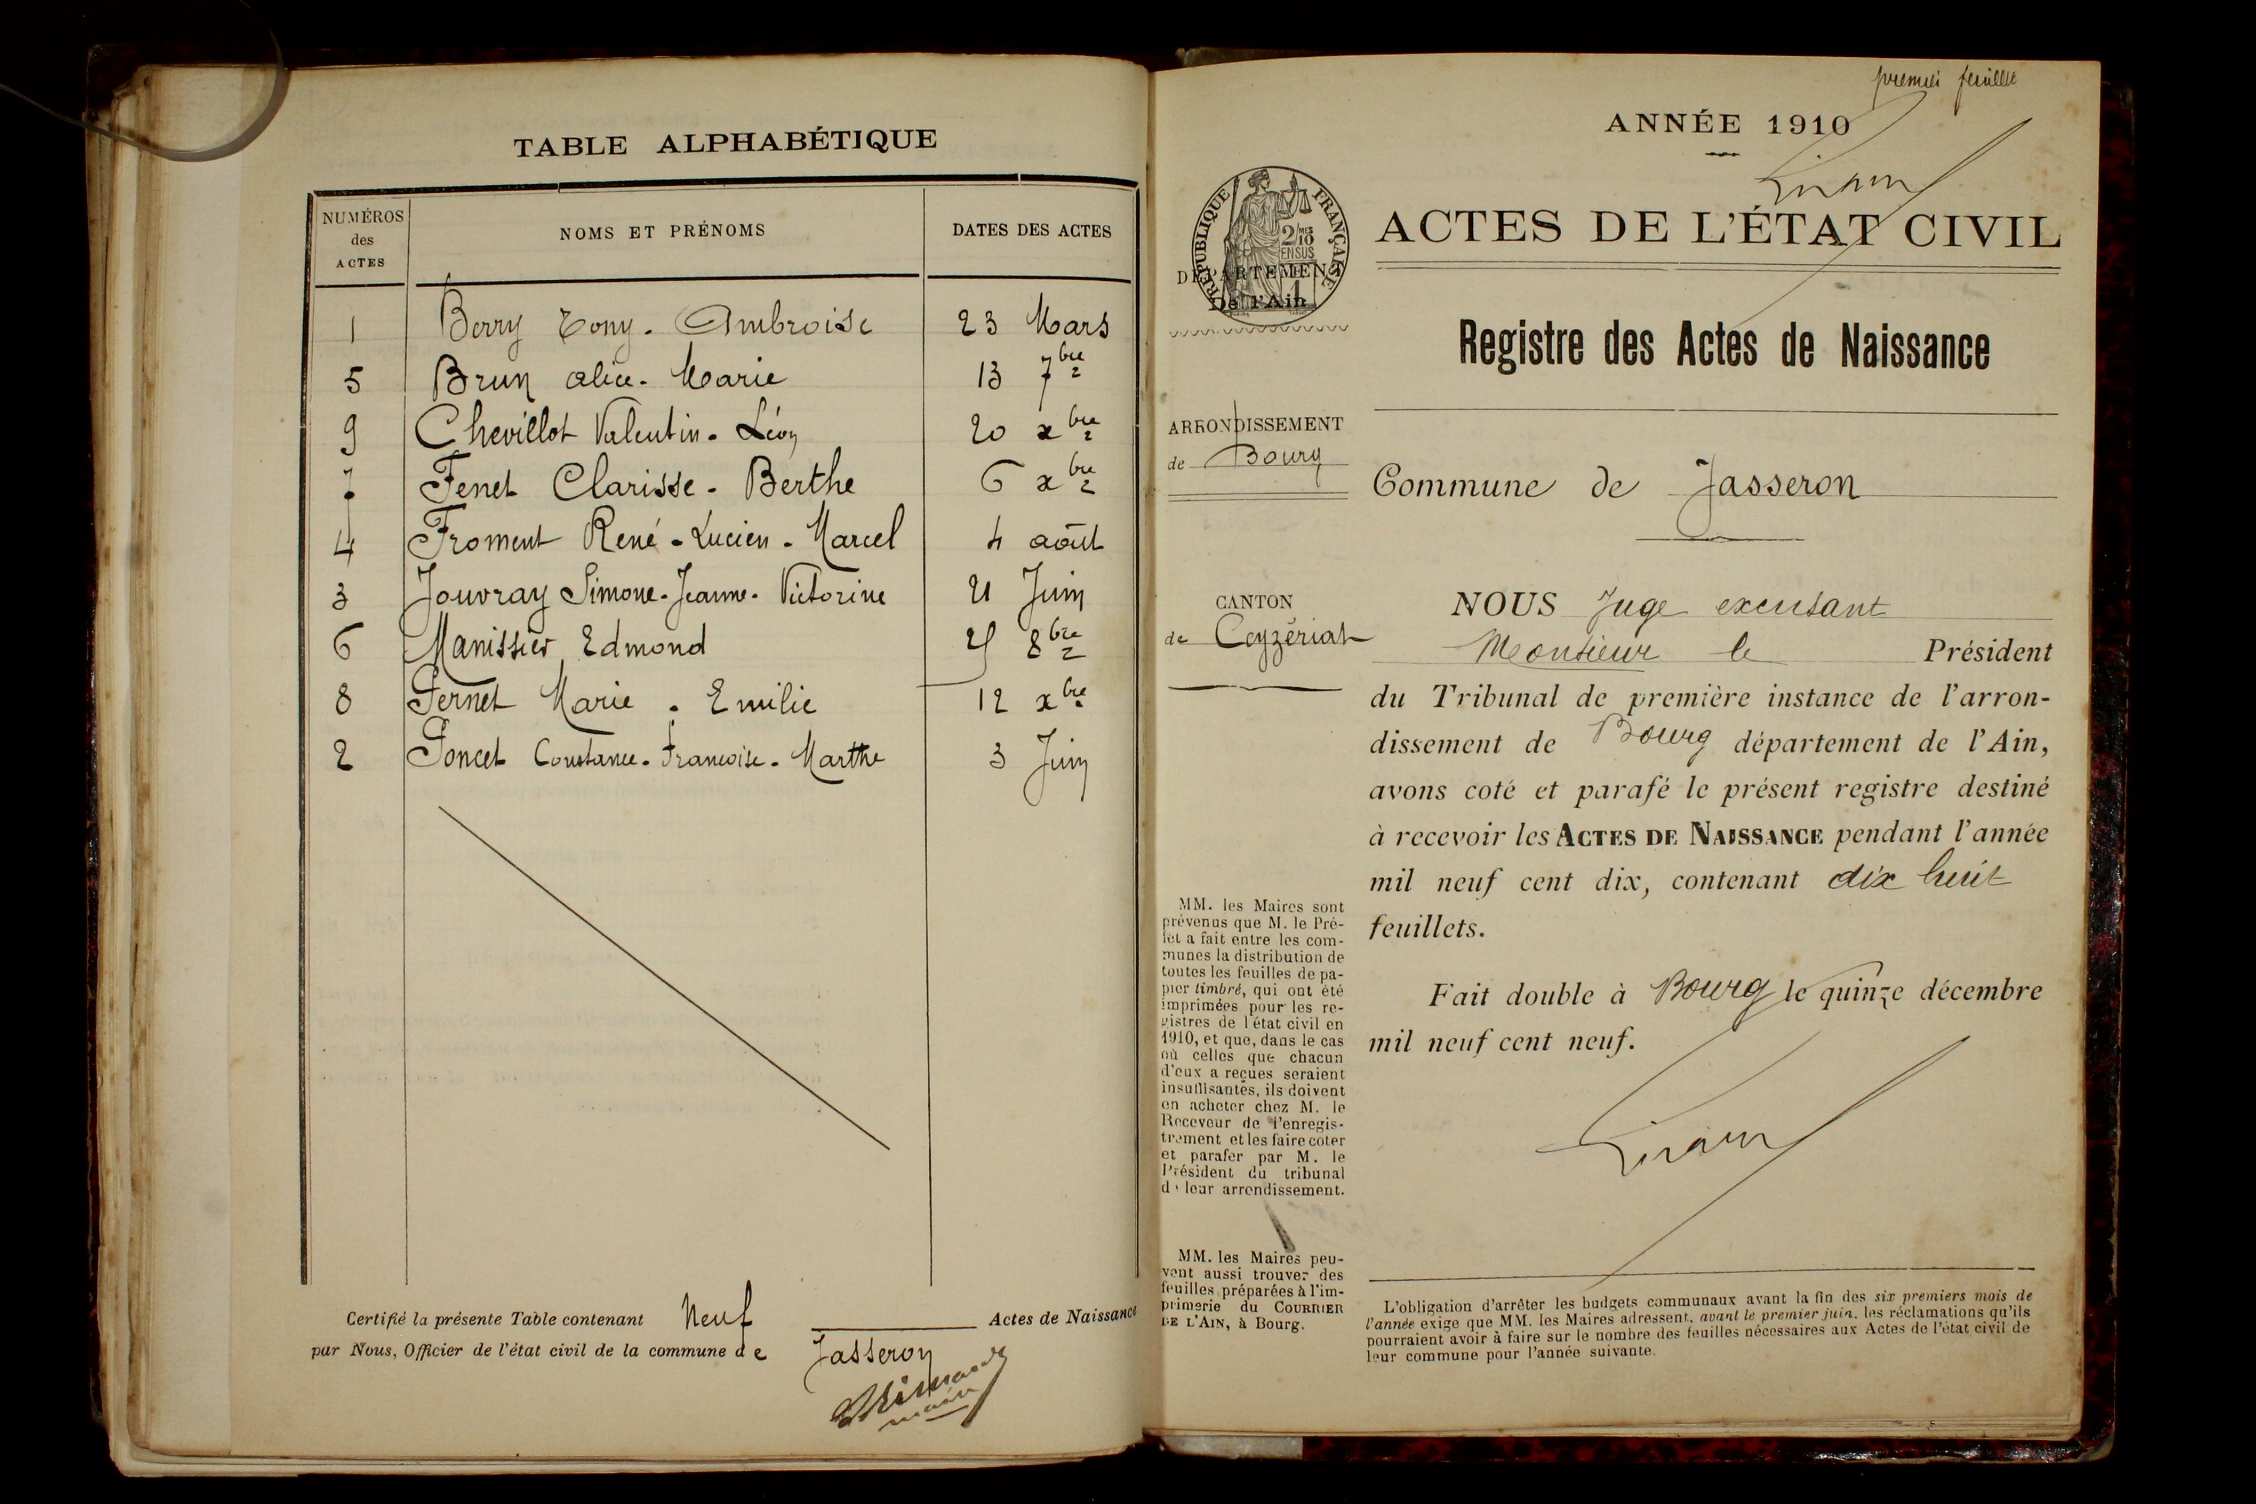 TABLE ALPHABÉTIQUE
NUMÉROS des ACTES
NOMS ET PRÉNOMS
DATES DES ACTES
1 Berry Tony. Ambroise 23 Mars
5 Brun Alice. Marie 13 7bre
9 Chevillot Valentin. Léon 20 xbre
7 Fenet Clarisse. Berthe 6 xbre
4 Froment René. Lucien. Marcel 4 août
3 Jouvray Simone. Jeanne. Victorine 21 Juin
6 Manissier Edmond 8bre
8 Pernet Marie. Emilie 12 xbre
2 Poncet Constance. Francoise. Marthe 3 Juin
Certifié la présente Table contenant Neuf Actes de Naissance
par Nous, Officier de l'état civil de la commune de Jasseron
maire
premier feuillet
ANNÉE 1910
RÉPUBLIQUE FRANÇAISE
2/10 MES EN SUS
DÉPARTEMENT
De l'Ain
ACTES DE L'ÉTAT CIVIL
Registre des Actes de Naissance
ARRONDISSEMENT
de Bourg
Commune de Jasseron
CANTON
de Ceyzériat
NOUS Juge excusant
Monsieur le Président
du Tribunal de première instance de l'arron-
dissement de Bourg département de l'Ain,
avons coté et parafé le présent registre destiné
à recevoir les ACTES DE NAISSANCE pendant l'année
mil neuf cent dix, contenant dix huit
feuillets.
Fait double à Bourg le quinze décembre
mil neuf cent neuf.
MM. les Maires sont
prévenus que M. le Pré-
fet a fait entre les com-
munes la distribution de
toutes les feuilles de pa-
pier timbré, qui ont été
imprimées pour les re-
gistres de l'état civil en
1910, et que, dans le cas
où celles que chacun
d'eux a reçues seraient
insuffisantes, ils doivent
en acheter chez M. le
Receveur de l'enregis-
trement et les faire coter
et parafer par M. le
Président du tribunal
de leur arrondissement.
MM. les Maires peu-
vent aussi trouver des
feuilles préparées à l'im-
primerie du COURRIER
DE L'AIN, à Bourg.
L'obligation d'arrêter les budgets communaux avant la fin des six premiers mois de
l'année exige que MM. les Maires adressent, avant le premier juin, les réclamations qu'ils
pourraient avoir à faire sur le nombre des feuilles nécessaires aux Actes de l'état civil de
leur commune pour l'année suivante.